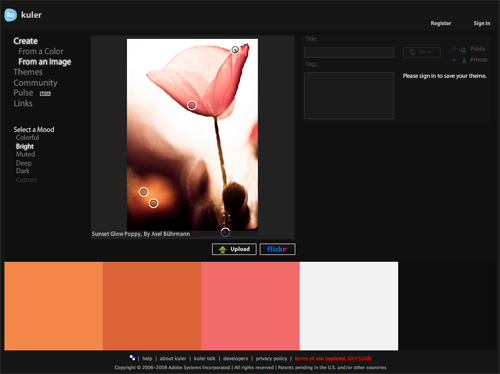 ku kuler
Register Sign In
Create
From a Color
From an Image
Themes
Community
Pulse BETA
Links
Select a Mood
Colorful
Bright
Muted
Deep
Dark
Custom
Sunset Glow Poppy, By Axel Bührmann
Upload flickr
Title:
Save
Public
Private
Tags:
Please sign in to save your theme.
| help | about kuler | kuler talk | developers | privacy policy | terms of use (updated 10/15/08)
Copyright © 2006-2008 Adobe Systems Incorporated | All rights reserved | Patents pending in the U.S. and/or other countries